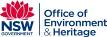 NSW
GOVERNMENT
Office of
Environment
& Heritage